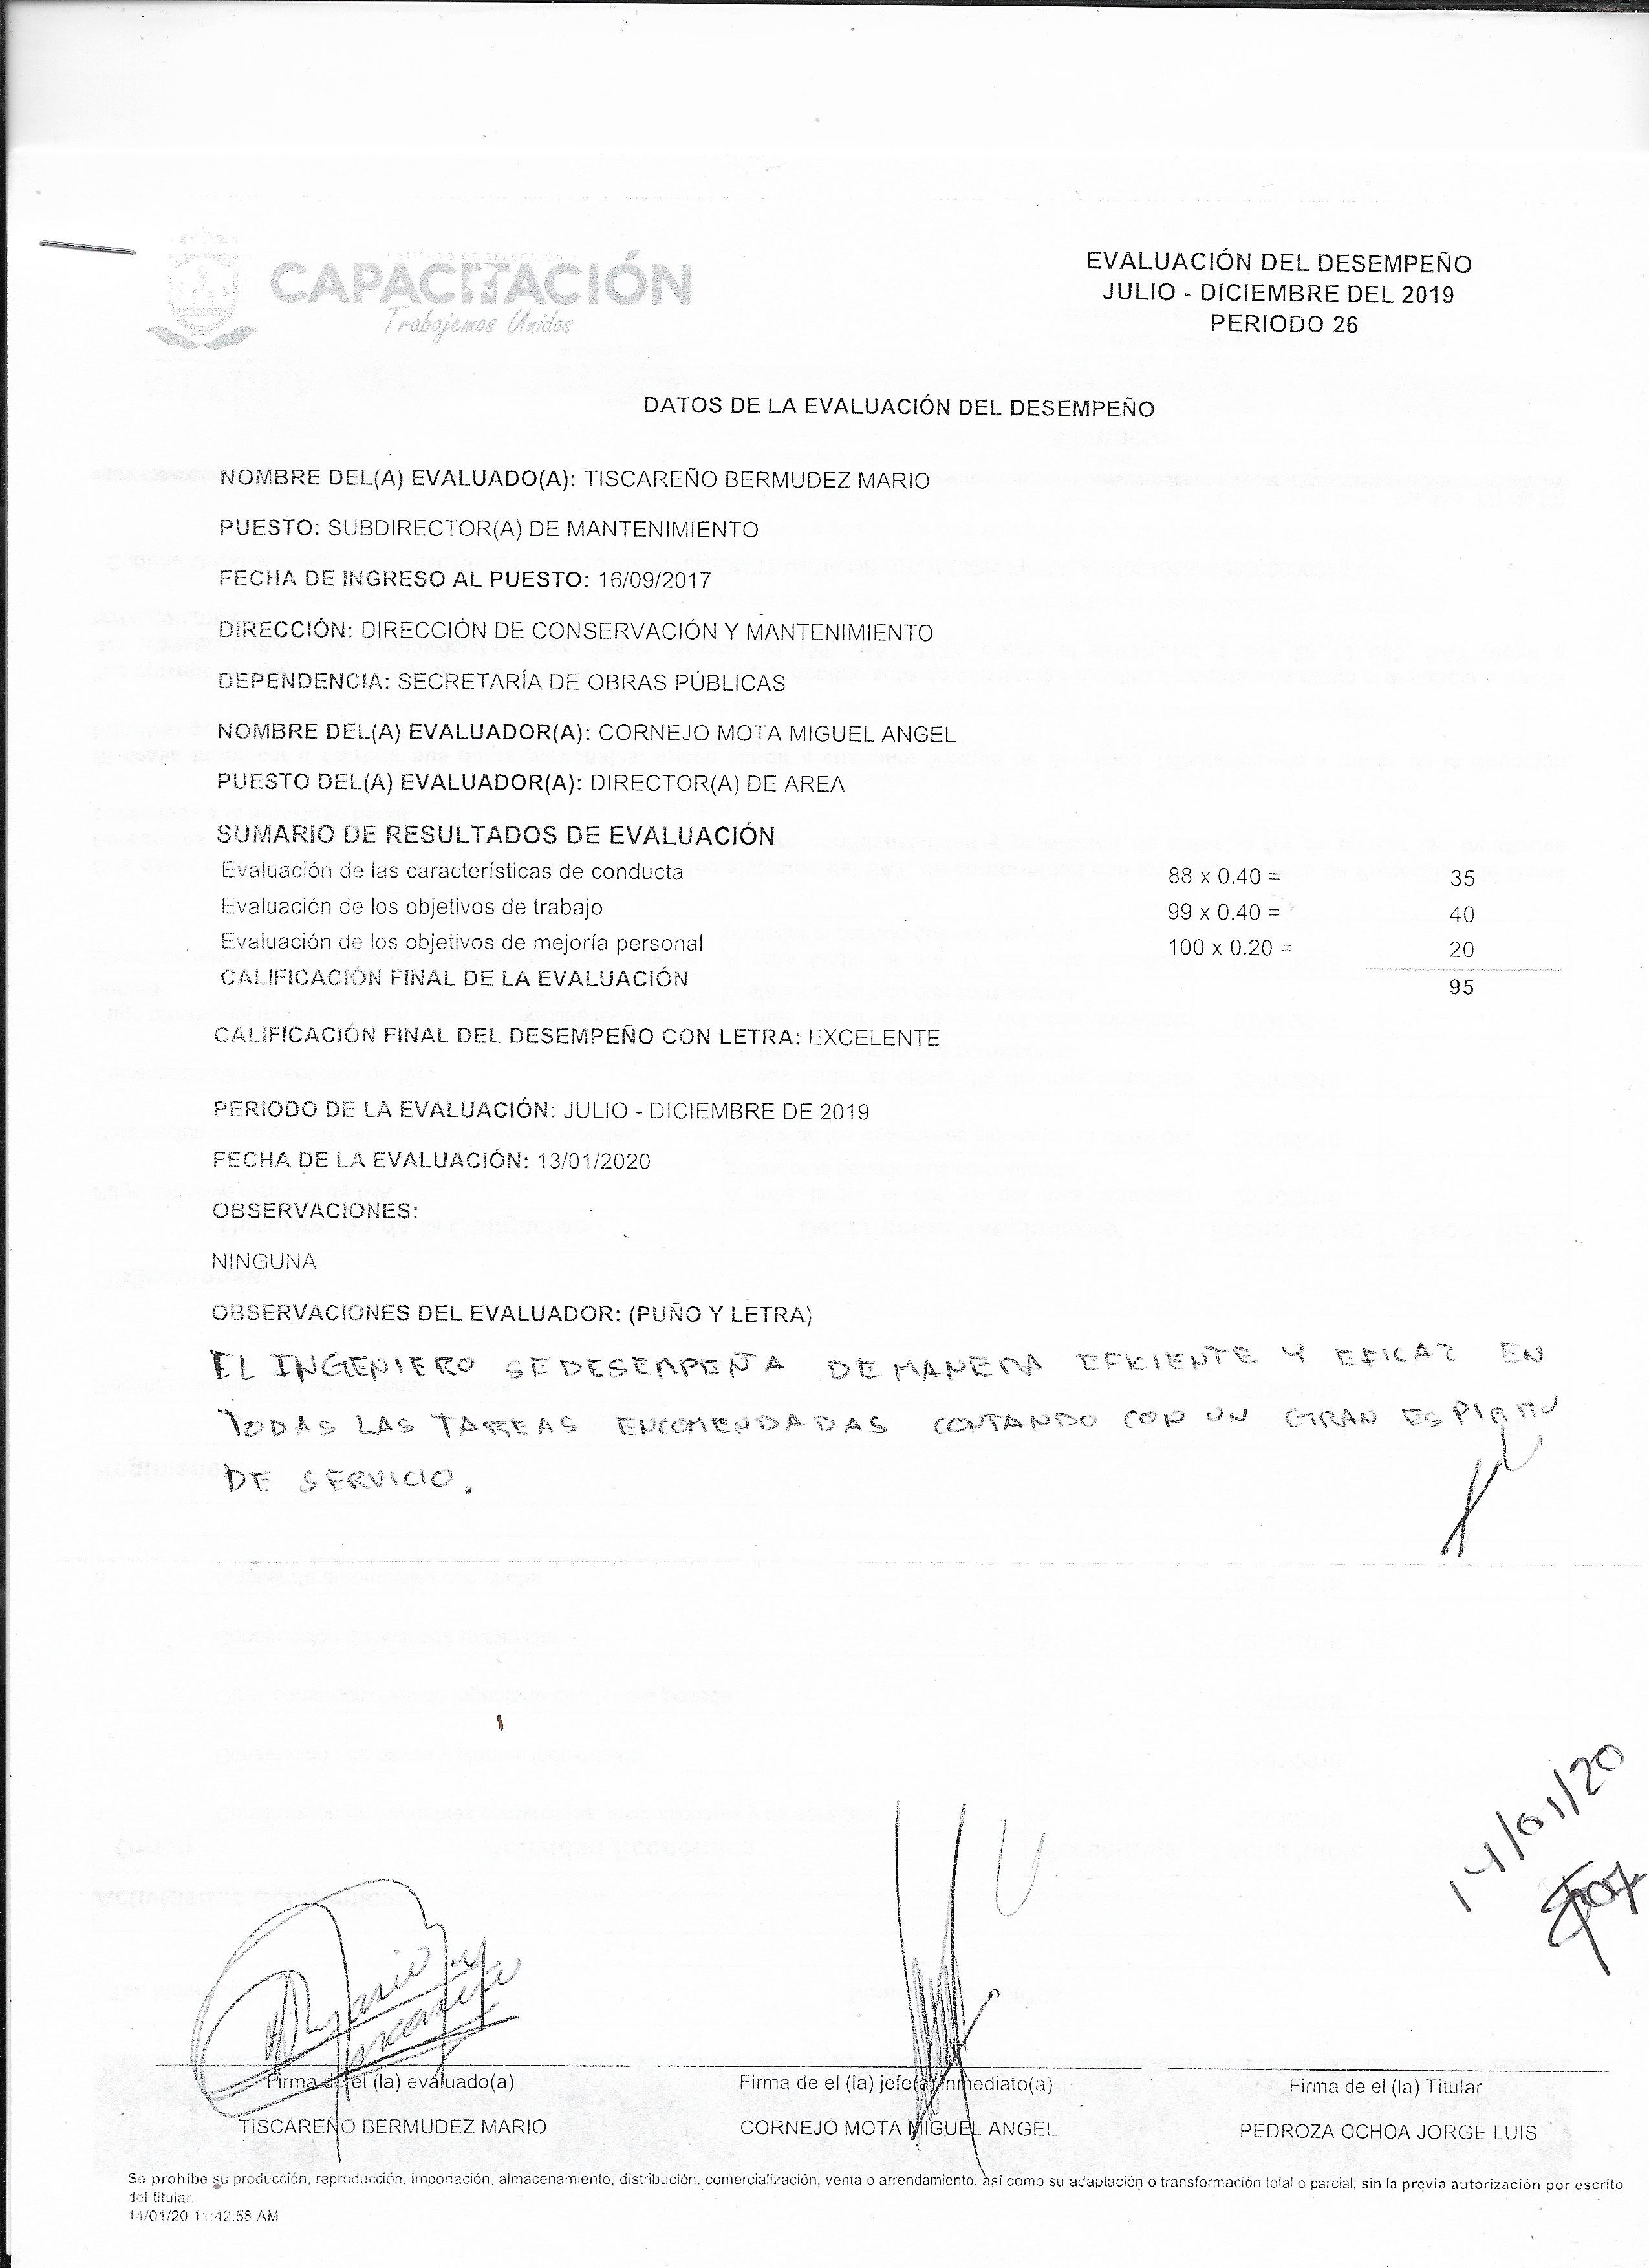 CAPACITACIÓN
Trabajemos Unidos
EVALUACIÓN DEL DESEMPEÑO
JULIO - DICIEMBRE DEL 2019
PERIODO 26
DATOS DE LA EVALUACIÓN DEL DESEMPEÑO
NOMBRE DEL(A) EVALUADO(A): TISCAREÑO BERMUDEZ MARIO
PUESTO: SUBDIRECTOR(A) DE MANTENIMIENTO
FECHA DE INGRESO AL PUESTO: 16/09/2017
DIRECCIÓN: DIRECCIÓN DE CONSERVACIÓN Y MANTENIMIENTO
DEPENDENCIA: SECRETARÍA DE OBRAS PÚBLICAS
NOMBRE DEL(A) EVALUADOR(A): CORNEJO MOTA MIGUEL ANGEL
PUESTO DEL(A) EVALUADOR(A): DIRECTOR(A) DE AREA
SUMARIO DE RESULTADOS DE EVALUACIÓN
Evaluación de las características de conducta 88 x 0.40 = 35
Evaluación de los objetivos de trabajo 99 x 0.40 = 40
Evaluación de los objetivos de mejoría personal 100 x 0.20 = 20
CALIFICACIÓN FINAL DE LA EVALUACIÓN 95
CALIFICACIÓN FINAL DEL DESEMPEÑO CON LETRA: EXCELENTE
PERIODO DE LA EVALUACIÓN: JULIO - DICIEMBRE DE 2019
FECHA DE LA EVALUACIÓN: 13/01/2020
OBSERVACIONES:
NINGUNA
OBSERVACIONES DEL EVALUADOR: (PUÑO Y LETRA)
EL INGENIERO SE DESEMPEÑA DE MANERA EFICIENTE Y EFICAZ EN
TODAS LAS TAREAS ENCOMENDADAS CONTANDO CON UN GRAN ESPIRITU
DE SERVICIO.
14/01/20
Firma de el (la) evaluado(a)
TISCAREÑO BERMUDEZ MARIO
Firma de el (la) jefe(a) inmediato(a)
CORNEJO MOTA MIGUEL ANGEL
Firma de el (la) Titular
PEDROZA OCHOA JORGE LUIS
Se prohíbe su producción, reproducción, importación, almacenamiento, distribución, comercialización, venta o arrendamiento, así como su adaptación o transformación total o parcial, sin la previa autorización por escrito
del titular.
14/01/20 11:42:58 AM